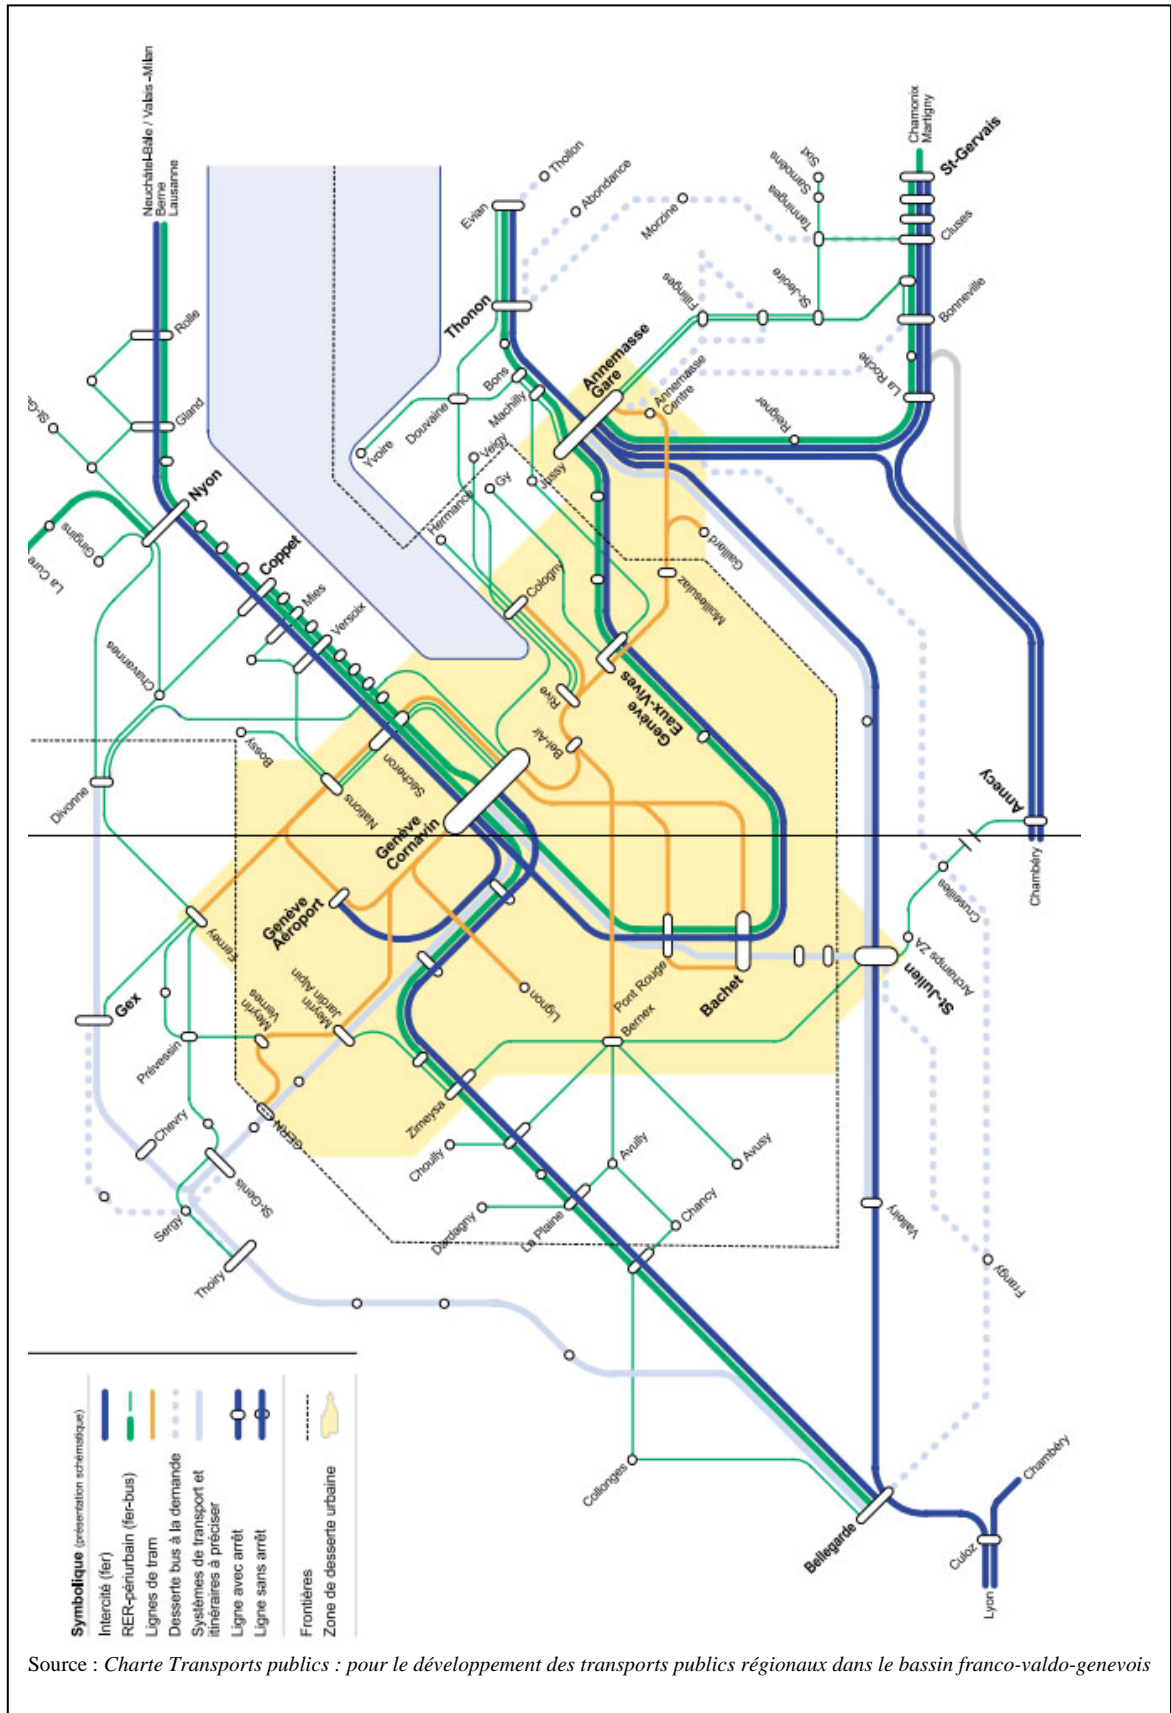 Neuchâtel-Bâle / Valais-Milan
Berne
Lausanne
Rolle
Gland
Nyon
La Cure
Gingins
Coppet
Mies
Versoix
Chavannes
Divonne
Bossy
Nations
Sécheron
Genève
Cornavin
Genève
Aéroport
Ferney
Gex
Prévessin
Meyrin
Vernes
Meyrin
Jardin Alpin
CERN
Lignon
Chevry
St-Genis
Sergy
Thoiry
Zimeysa
Choully
Dardagny
La Plaine
Avully
Avusy
Chancy
Bernex
Pont Rouge
Bachet
St-Julien
Archamps ZA
Cruseilles
Annecy
Chambéry
Valleiry
Frangy
Collonges
Bellegarde
Culoz
Chambéry
Lyon
Evian
Thollon
Abondance
Morzine
Thonon
Bons
Machilly
Douvaine
Yvoire
Veigy
Gy
Jussy
Hermance
Cologny
Rive
Bel-Air
Genève
Eaux-Vives
Moillesulaz
Gaillard
Annemasse
Gare
Annemasse
Centre
Fillinges
St-Jeoire
Tanninges
Samoëns
Sixt
Chamonix
Martigny
St-Gervais
Cluses
Bonneville
La Roche
Reignier
Symbolique (présentation schématique)
Intercité (fer)
RER-périurbain (fer-bus)
Lignes de tram
Desserte bus à la demande
Systèmes de transport et
itinéraires à préciser
Ligne avec arrêt
Ligne sans arrêt
Frontières
Zone de desserte urbaine
Source : Charte Transports publics : pour le développement des transports publics régionaux dans le bassin franco-valdo-genevois